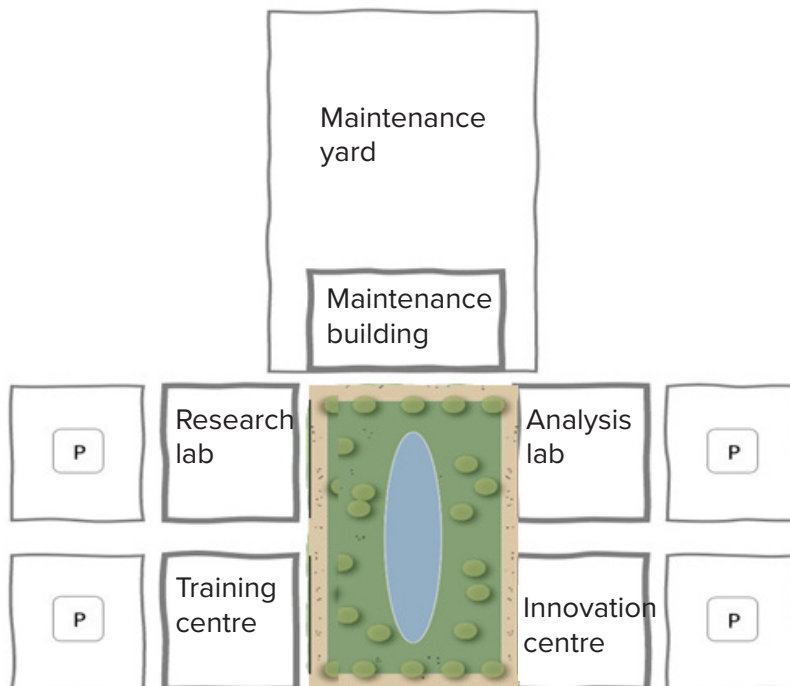 Maintenance
yard
Maintenance
building
P
Research
lab
Analysis
lab
P
P
Training
centre
Innovation
centre
P